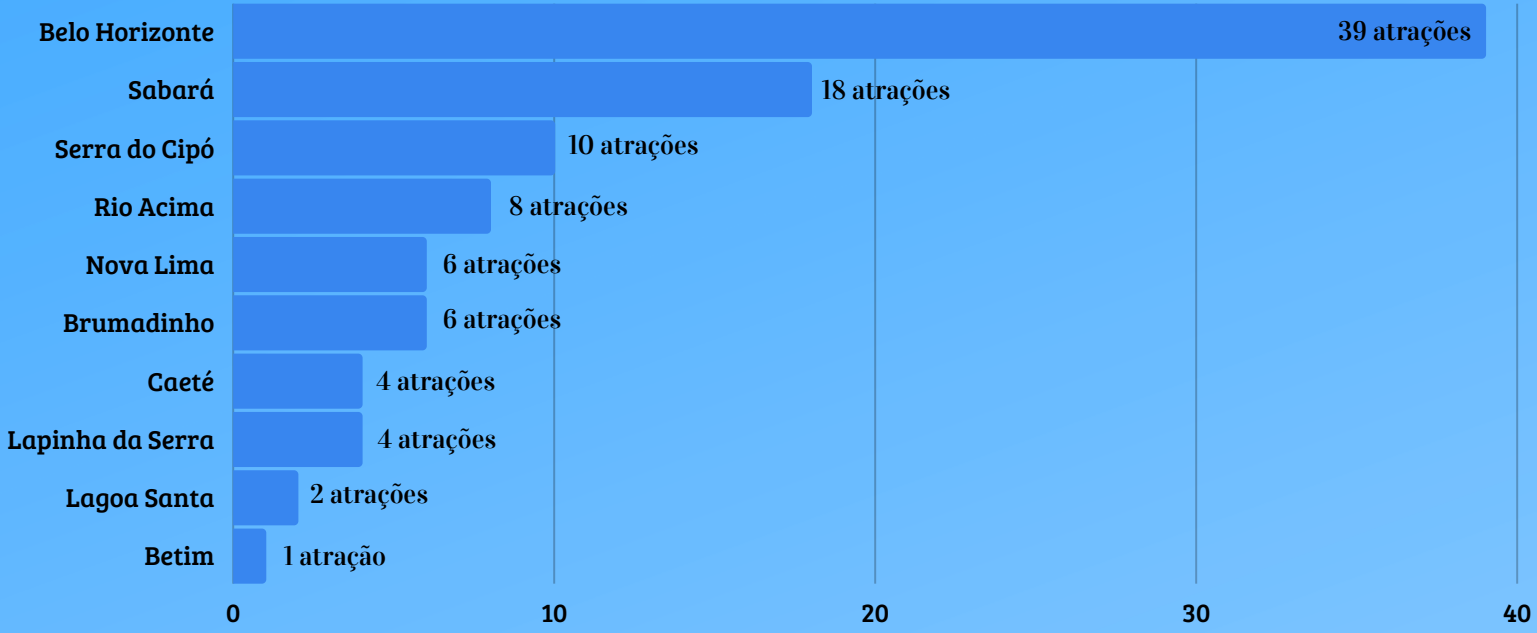 Belo Horizonte 39 atrações
Sabará 18 atrações
Serra do Cipó 10 atrações
Rio Acima 8 atrações
Nova Lima 6 atrações
Brumadinho 6 atrações
Caeté 4 atrações
Lapinha da Serra 4 atrações
Lagoa Santa 2 atrações
Betim 1 atração
0 10 20 30 40